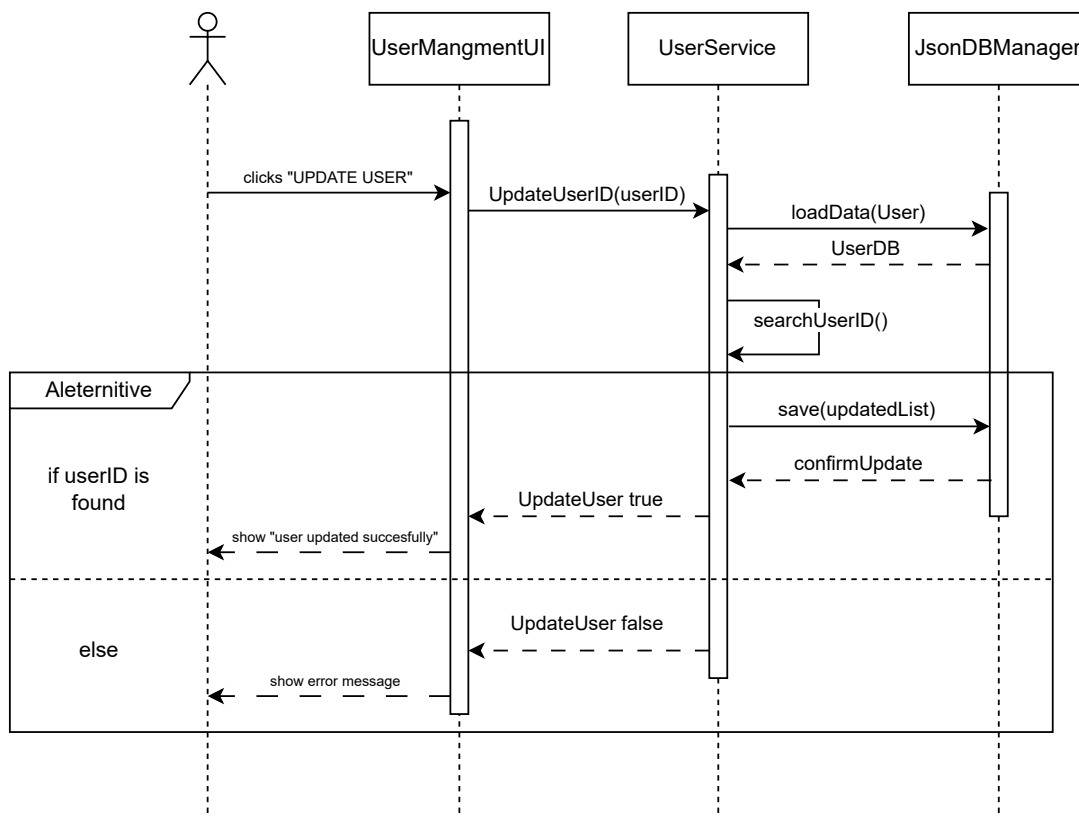 UserMangmentUI
UserService
JsonDBManager
clicks "UPDATE USER"
UpdateUserID(userID)
loadData(User)
UserDB
searchUserID()
Aleternitive
save(updatedList)
if userID is
found
confirmUpdate
UpdateUser true
show "user updated succesfully"
UpdateUser false
else
show error message